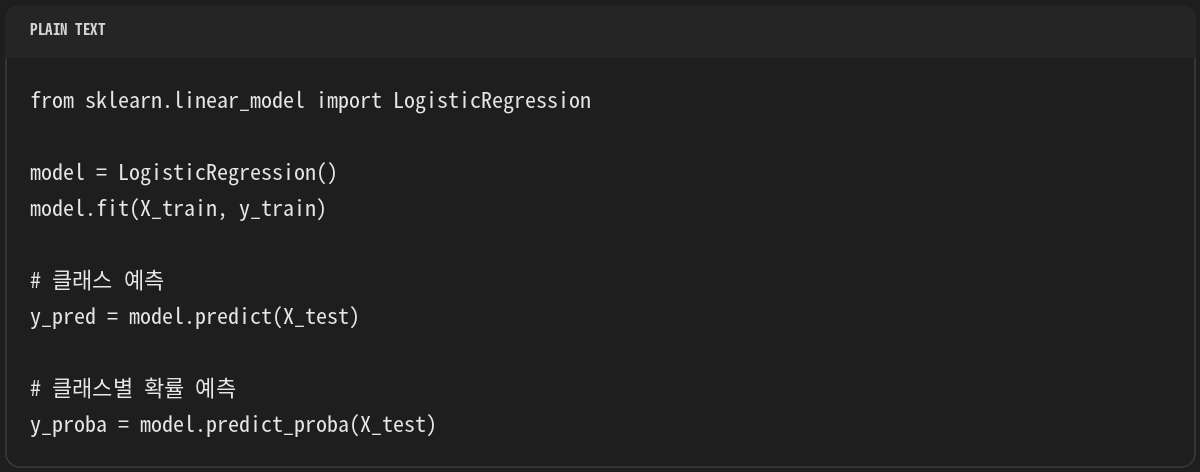 PLAIN TEXT
from sklearn.linear_model import LogisticRegression
model = LogisticRegression()
model.fit(X_train, y_train)
# 클래스 예측
y_pred = model.predict(X_test)
# 클래스별 확률 예측
y_proba = model.predict_proba(X_test)